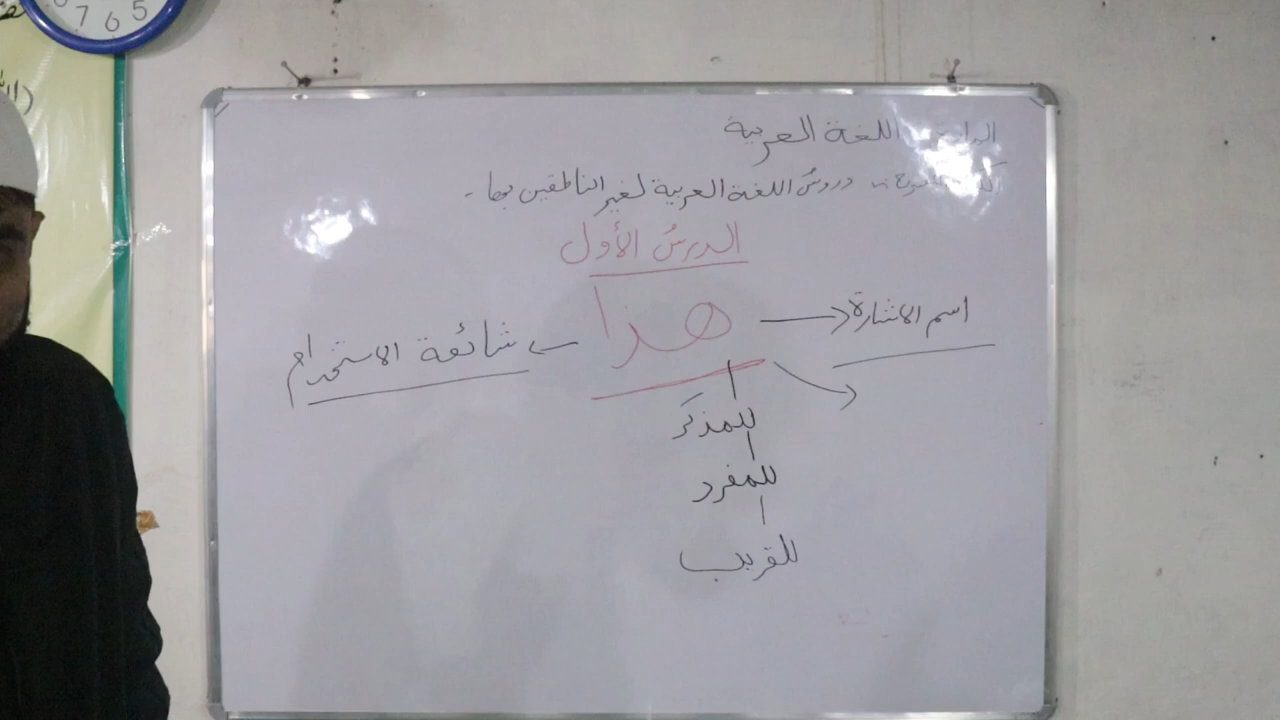 اللغة العربية
دروسُ اللغة العربية لغير الناطقين بها -
الدرسُ الأول
هذا
اسم الاشارة
شائعة الاستخدام
للمذكر
للمفرد
للقريب
7 6 5